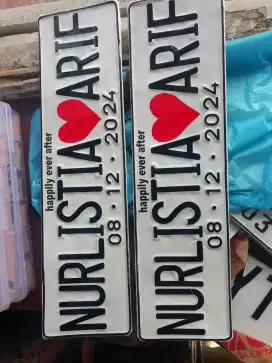 happily ever after
NURLISTIA ❤ ARIF
08 · 12 · 2024
happily ever after
NURLISTIA ❤ ARIF
08 · 12 · 2024